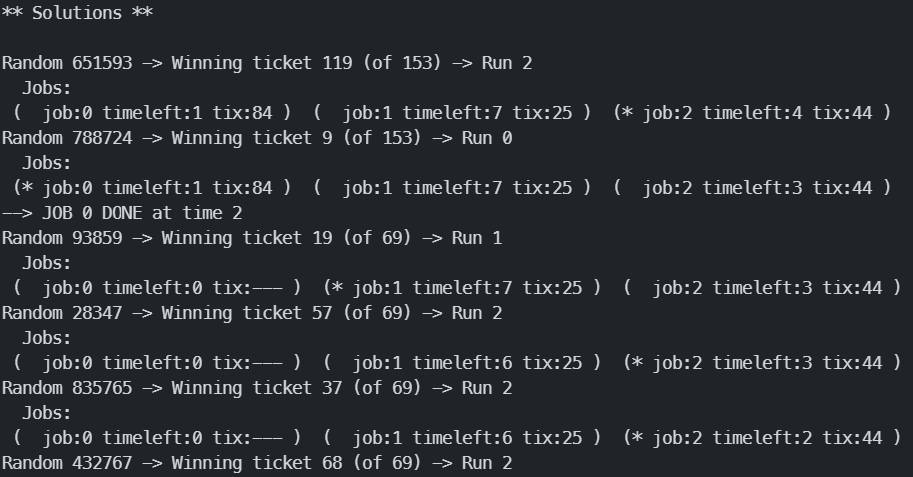 ** Solutions **
Random 651593 -> Winning ticket 119 (of 153) -> Run 2
  Jobs:
 (  job:0 timeleft:1 tix:84 )  (  job:1 timeleft:7 tix:25 )  (* job:2 timeleft:4 tix:44 )
Random 788724 -> Winning ticket 9 (of 153) -> Run 0
  Jobs:
 (* job:0 timeleft:1 tix:84 )  (  job:1 timeleft:7 tix:25 )  (  job:2 timeleft:3 tix:44 )
--> JOB 0 DONE at time 2
Random 93859 -> Winning ticket 19 (of 69) -> Run 1
  Jobs:
 (  job:0 timeleft:0 tix:--- )  (* job:1 timeleft:7 tix:25 )  (  job:2 timeleft:3 tix:44 )
Random 28347 -> Winning ticket 57 (of 69) -> Run 2
  Jobs:
 (  job:0 timeleft:0 tix:--- )  (  job:1 timeleft:6 tix:25 )  (* job:2 timeleft:3 tix:44 )
Random 835765 -> Winning ticket 37 (of 69) -> Run 2
  Jobs:
 (  job:0 timeleft:0 tix:--- )  (  job:1 timeleft:6 tix:25 )  (* job:2 timeleft:2 tix:44 )
Random 432767 -> Winning ticket 68 (of 69) -> Run 2